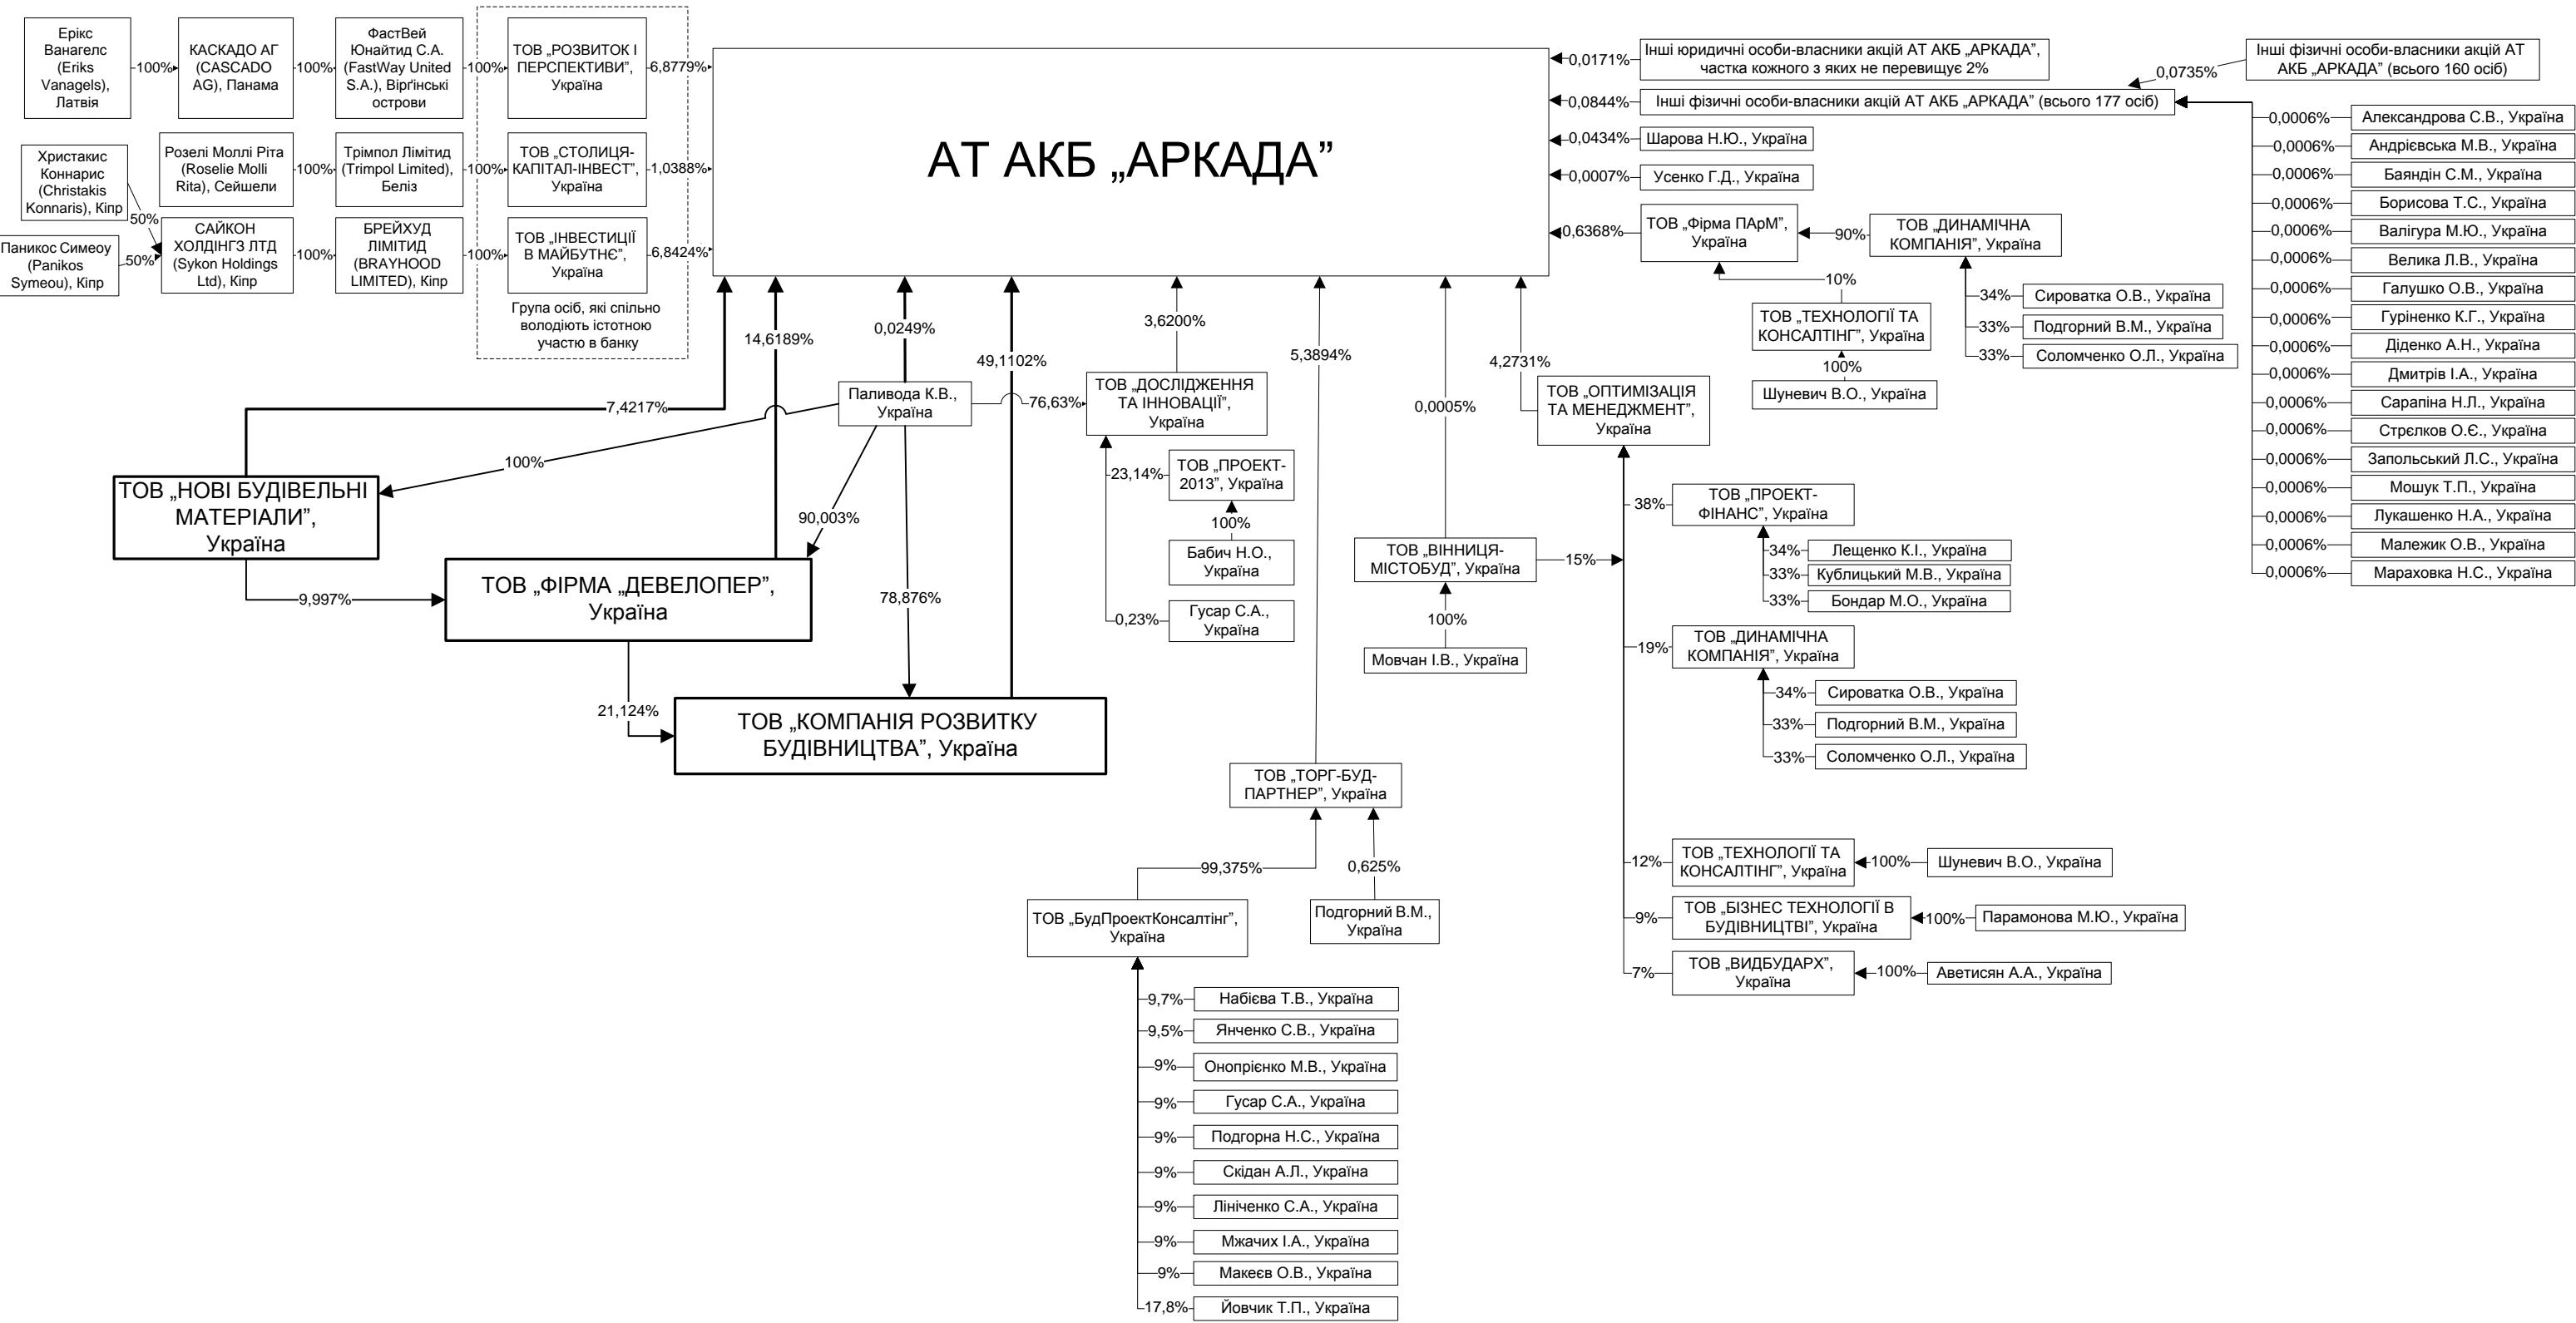 Ерікс
Ванагелс
(Eriks
Vanagels),
Латвія
100%
КАСКАДО АГ
(CASCADO
AG), Панама
100%
ФастВей
Юнайтид С.А.
(FastWay United
S.A.), Вірґінські
острови
100%
ТОВ „РОЗВИТОК І
ПЕРСПЕКТИВИ”,
Україна
6,8779%
Христакис
Коннарис
(Christakis
Konnaris), Кіпр
50%
Розелі Моллі Ріта
(Roselie Molli
Rita), Сейшели
100%
Трімпол Лімітид
(Trimpol Limited),
Беліз
100%
ТОВ „СТОЛИЦЯ-
КАПІТАЛ-ІНВЕСТ”,
Україна
1,0388%
Паникос Симеоу
(Panikos
Symeou), Кіпр
50%
САЙКОН
ХОЛДІНГЗ ЛТД
(Sykon Holdings
Ltd), Кіпр
100%
БРЕЙХУД
ЛІМІТИД
(BRAYHOOD
LIMITED), Кіпр
100%
ТОВ „ІНВЕСТИЦІЇ
В МАЙБУТНЄ”,
Україна
6,8424%
Група осіб, які спільно
володіють істотною
участю в банку
АТ АКБ „АРКАДА”
0,0171%
Інші юридичні особи-власники акцій АТ АКБ „АРКАДА”,
частка кожного з яких не перевищує 2%
0,0844%
Інші фізичні особи-власники акцій АТ АКБ „АРКАДА” (всього 177 осіб)
0,0735%
Інші фізичні особи-власники акцій АТ
АКБ „АРКАДА” (всього 160 осіб)
0,0434%
Шарова Н.Ю., Україна
0,0007%
Усенко Г.Д., Україна
0,6368%
ТОВ „Фірма ПАрМ”,
Україна
90%
ТОВ „ДИНАМІЧНА
КОМПАНІЯ”, Україна
34%
Сироватка О.В., Україна
33%
Подгорний В.М., Україна
33%
Соломченко О.Л., Україна
10%
ТОВ „ТЕХНОЛОГІЇ ТА
КОНСАЛТІНГ”, Україна
100%
Шуневич В.О., Україна
0,0006%
Александрова С.В., Україна
0,0006%
Андрієвська М.В., Україна
0,0006%
Баяндін С.М., Україна
0,0006%
Борисова Т.С., Україна
0,0006%
Валігура М.Ю., Україна
0,0006%
Велика Л.В., Україна
0,0006%
Галушко О.В., Україна
0,0006%
Гуріненко К.Г., Україна
0,0006%
Діденко А.Н., Україна
0,0006%
Дмитрів І.А., Україна
0,0006%
Сарапіна Н.Л., Україна
0,0006%
Стрєлков О.Є., Україна
0,0006%
Запольський Л.С., Україна
0,0006%
Мошук Т.П., Україна
0,0006%
Лукашенко Н.А., Україна
0,0006%
Малежик О.В., Україна
0,0006%
Мараховка Н.С., Україна
7,4217%
14,6189%
0,0249%
49,1102%
3,6200%
5,3894%
0,0005%
4,2731%
Паливода К.В.,
Україна
76,63%
ТОВ „ДОСЛІДЖЕННЯ
ТА ІННОВАЦІЇ”,
Україна
23,14%
ТОВ „ПРОЕКТ-
2013”, Україна
100%
Бабич Н.О.,
Україна
0,23%
Гусар С.А.,
Україна
100%
ТОВ „НОВІ БУДІВЕЛЬНІ
МАТЕРІАЛИ”,
Україна
9,997%
90,003%
ТОВ „ФІРМА „ДЕВЕЛОПЕР”,
Україна
78,876%
21,124%
ТОВ „КОМПАНІЯ РОЗВИТКУ
БУДІВНИЦТВА”, Україна
ТОВ „ВІННИЦЯ-
МІСТОБУД”, Україна
15%
100%
Мовчан І.В., Україна
ТОВ „ОПТИМІЗАЦІЯ
ТА МЕНЕДЖМЕНТ”,
Україна
38%
ТОВ „ПРОЕКТ-
ФІНАНС”, Україна
34%
Лещенко К.І., Україна
33%
Кублицький М.В., Україна
33%
Бондар М.О., Україна
19%
ТОВ „ДИНАМІЧНА
КОМПАНІЯ”, Україна
34%
Сироватка О.В., Україна
33%
Подгорний В.М., Україна
33%
Соломченко О.Л., Україна
12%
ТОВ „ТЕХНОЛОГІЇ ТА
КОНСАЛТІНГ”, Україна
100%
Шуневич В.О., Україна
9%
ТОВ „БІЗНЕС ТЕХНОЛОГІЇ В
БУДІВНИЦТВІ”, Україна
100%
Парамонова М.Ю., Україна
7%
ТОВ „ВИДБУДАРХ”,
Україна
100%
Аветисян А.А., Україна
ТОВ „ТОРГ-БУД-
ПАРТНЕР”, Україна
99,375%
0,625%
ТОВ „БудПроектКонсалтінг”,
Україна
Подгорний В.М.,
Україна
9,7%
Набієва Т.В., Україна
9,5%
Янченко С.В., Україна
9%
Онопрієнко М.В., Україна
9%
Гусар С.А., Україна
9%
Подгорна Н.С., Україна
9%
Скідан А.Л., Україна
9%
Лініченко С.А., Україна
9%
Мжачих І.А., Україна
9%
Макеєв О.В., Україна
17,8%
Йовчик Т.П., Україна